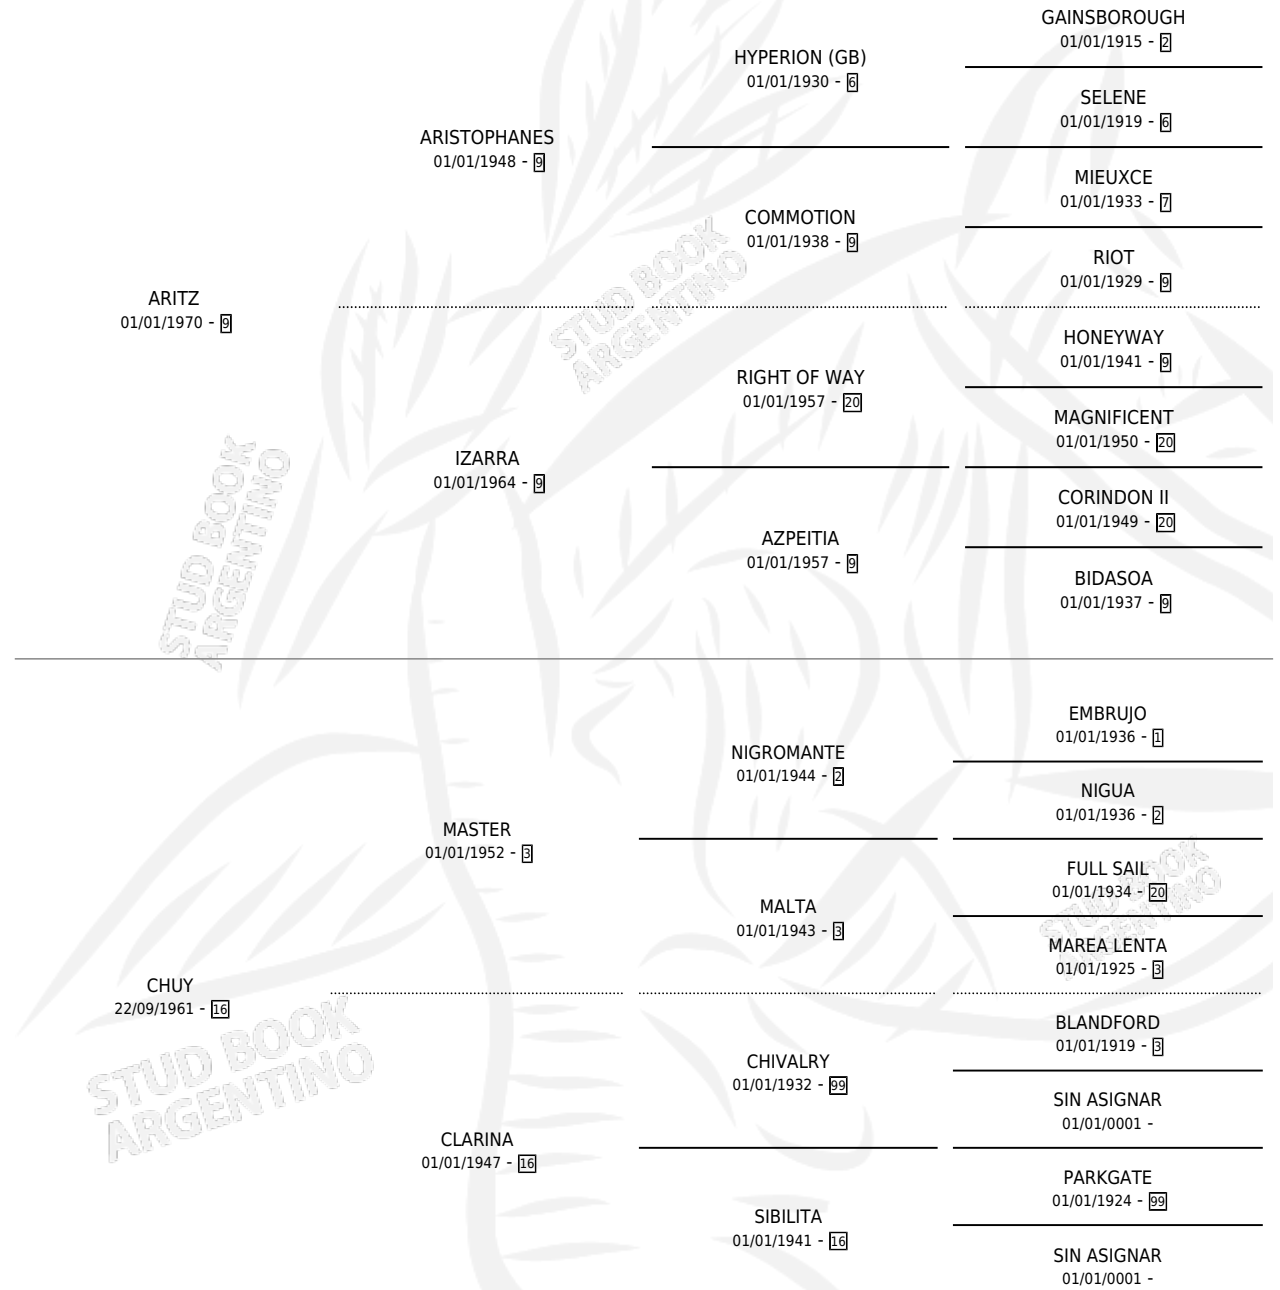 GAINSBOROUGH
01/01/1915 - 2
HYPERION (GB)
01/01/1930 - 6
SELENE
01/01/1919 - 6
ARISTOPHANES
01/01/1948 - 9
MIEUXCE
01/01/1933 - 7
COMMOTION
01/01/1938 - 9
RIOT
01/01/1929 - 9
ARITZ
01/01/1970 - 9
HONEYWAY
01/01/1941 - 9
RIGHT OF WAY
01/01/1957 - 20
MAGNIFICENT
01/01/1950 - 20
IZARRA
01/01/1964 - 9
CORINDON II
01/01/1949 - 20
AZPEITIA
01/01/1957 - 9
BIDASOA
01/01/1937 - 9
STUD BOOK
ARGENTINO
STUD BOOK
ARGENTINO
EMBRUJO
01/01/1936 - 1
NIGROMANTE
01/01/1944 - 2
NIGUA
01/01/1936 - 2
MASTER
01/01/1952 - 3
FULL SAIL
01/01/1934 - 20
MALTA
01/01/1943 - 3
MAREA LENTA
01/01/1925 - 3
STUD BOOK
ARGENTINO
CHUY
22/09/1961 - 16
BLANDFORD
01/01/1919 - 3
CHIVALRY
01/01/1932 - 99
SIN ASIGNAR
01/01/0001 -
CLARINA
01/01/1947 - 16
PARKGATE
01/01/1924 - 99
SIBILITA
01/01/1941 - 16
SIN ASIGNAR
01/01/0001 -
STUD BOOK
ARGENTINO